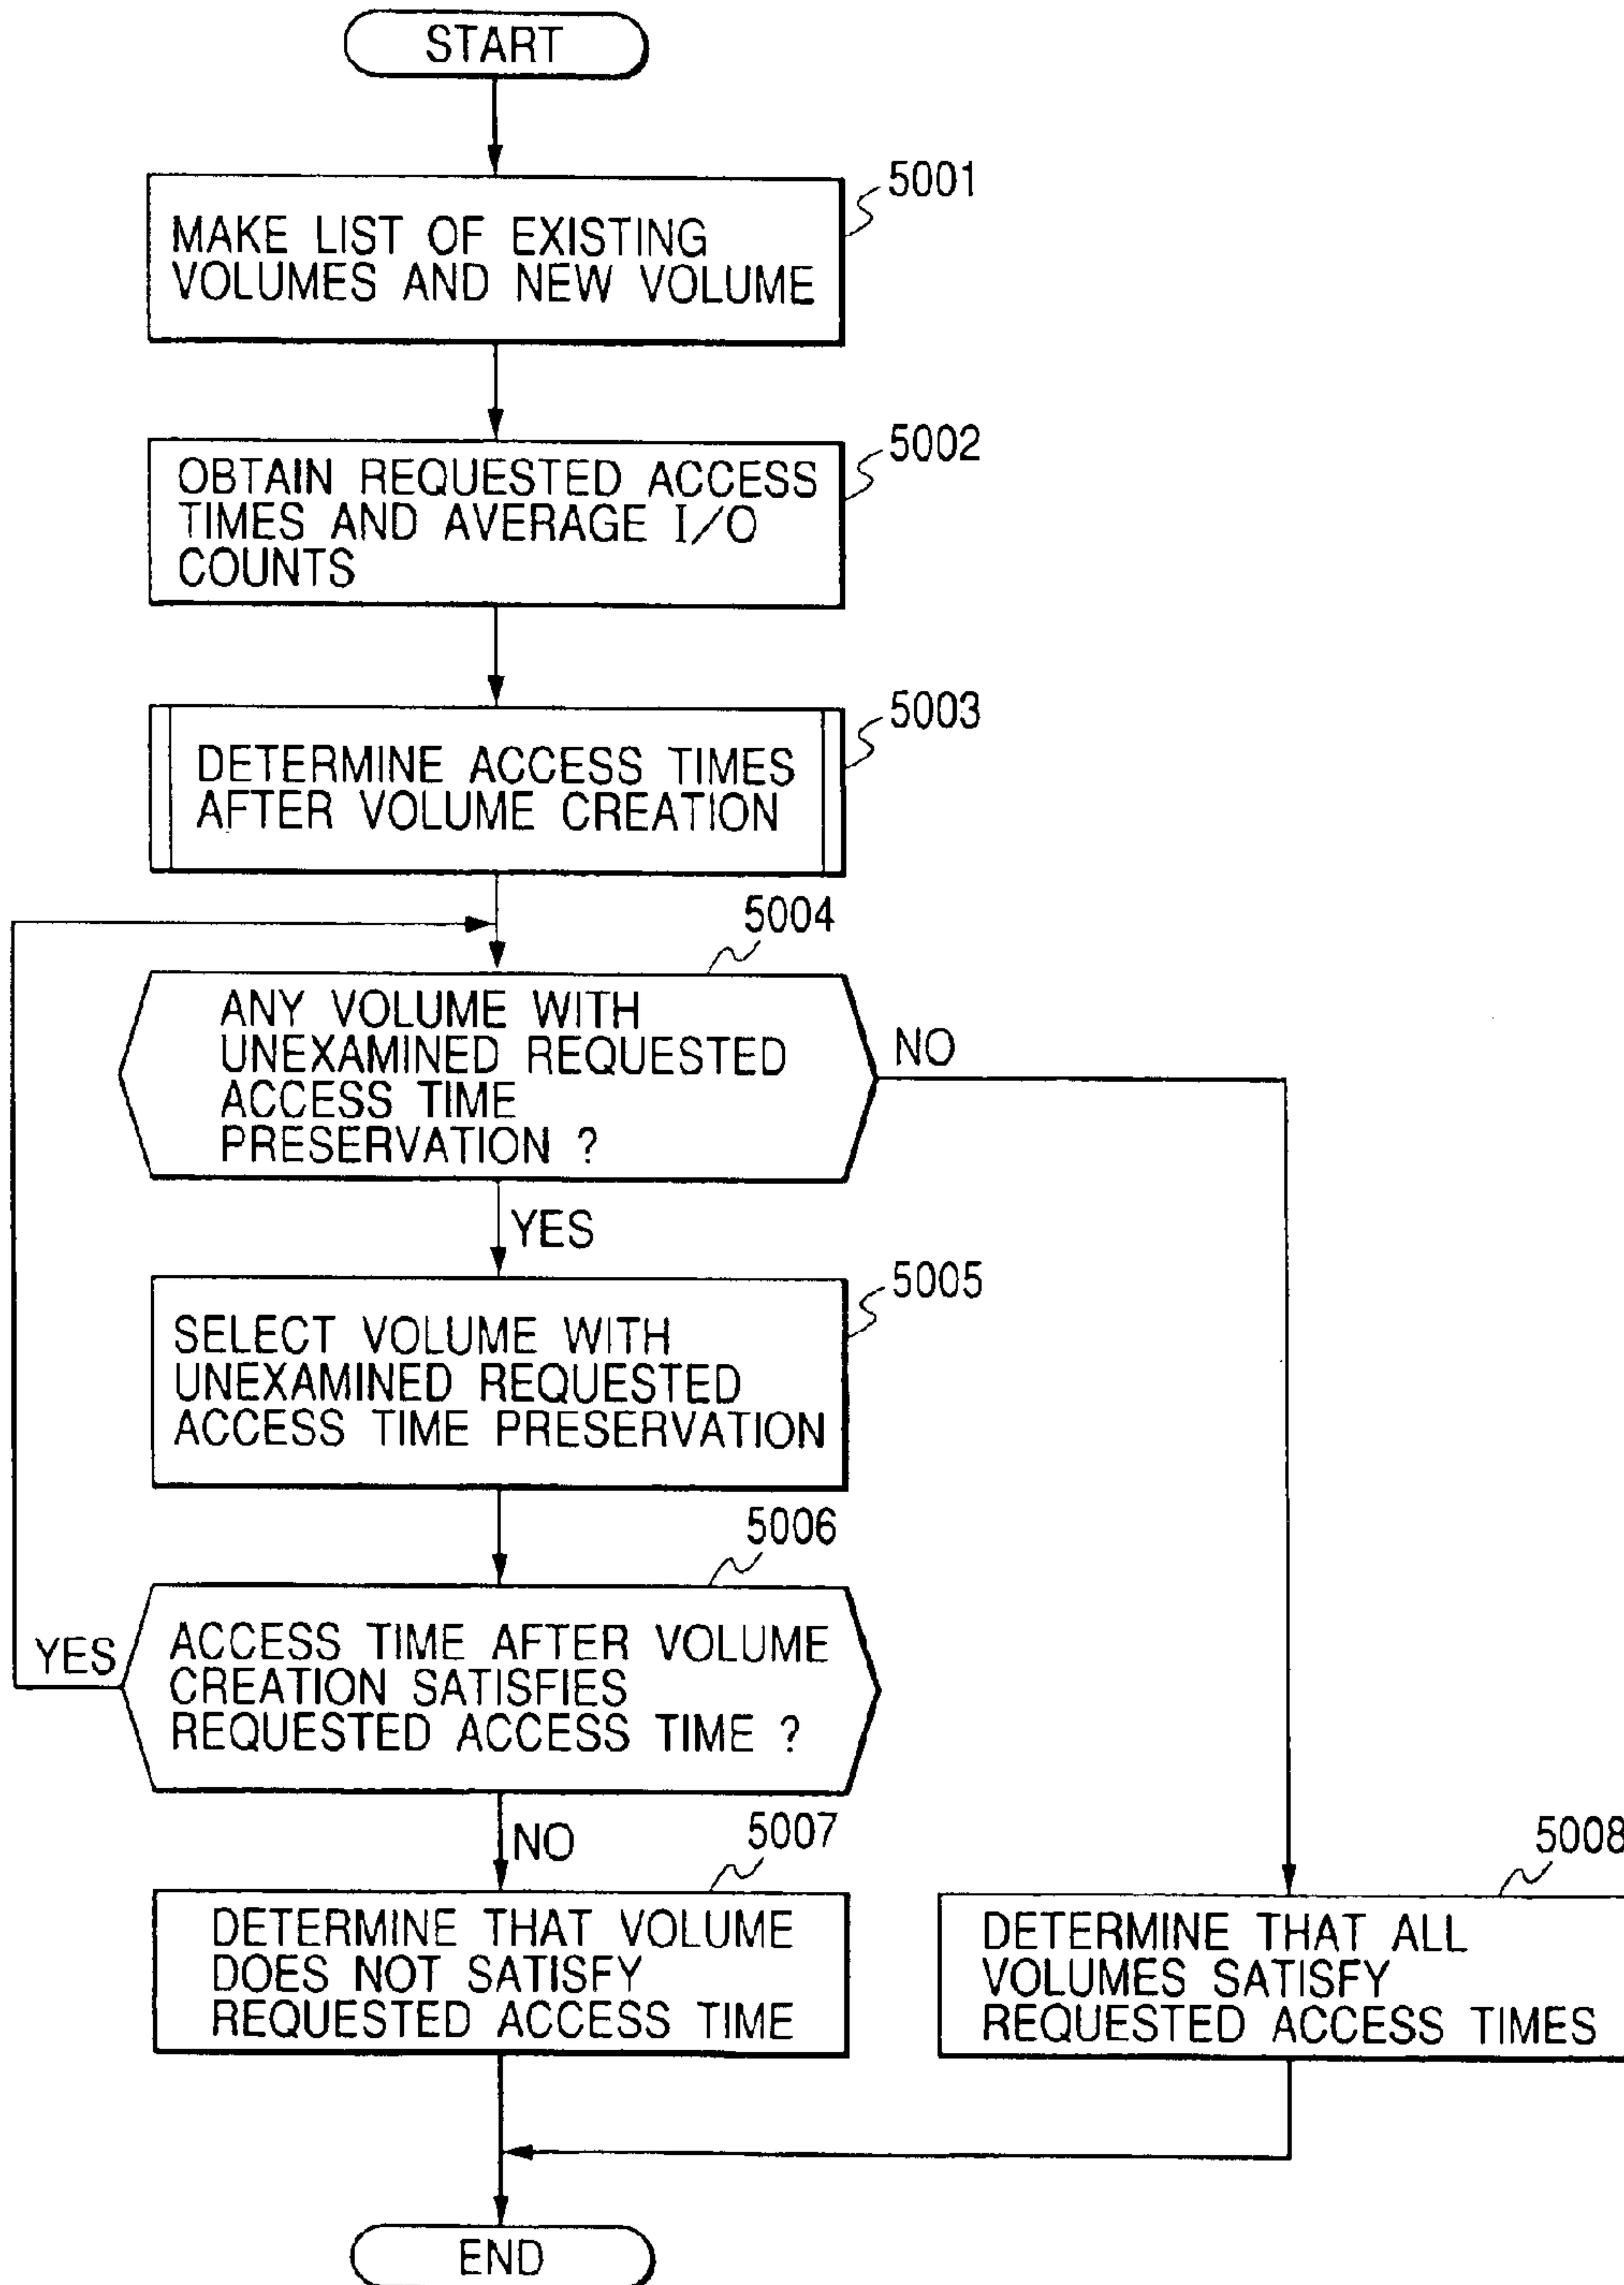 START
5001
MAKE LIST OF EXISTING
VOLUMES AND NEW VOLUME
5002
OBTAIN REQUESTED ACCESS
TIMES AND AVERAGE I/O
COUNTS
5003
DETERMINE ACCESS TIMES
AFTER VOLUME CREATION
5004
ANY VOLUME WITH
UNEXAMINED REQUESTED
ACCESS TIME
PRESERVATION ?
NO
YES
5005
SELECT VOLUME WITH
UNEXAMINED REQUESTED
ACCESS TIME PRESERVATION
5006
ACCESS TIME AFTER VOLUME
CREATION SATISFIES
REQUESTED ACCESS TIME ?
YES
NO
5007
DETERMINE THAT VOLUME
DOES NOT SATISFY
REQUESTED ACCESS TIME
5008
DETERMINE THAT ALL
VOLUMES SATISFY
REQUESTED ACCESS TIMES
END